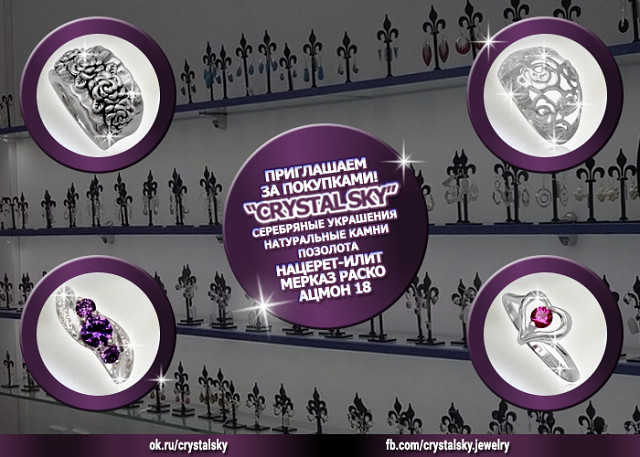 ПРИГЛАШАЕМ
ЗА ПОКУПКАМИ!
“CRYSTALSKY”
СЕРЕБРЯНЫЕ УКРАШЕНИЯ
НАТУРАЛЬНЫЕ КАМНИ
ПОЗОЛОТА
НАЦЕРЕТ-ИЛИТ
МЕРКАЗ РАСКО
АЦМОН 18
ok.ru/crystalsky
fb.com/crystalsky.jewelry